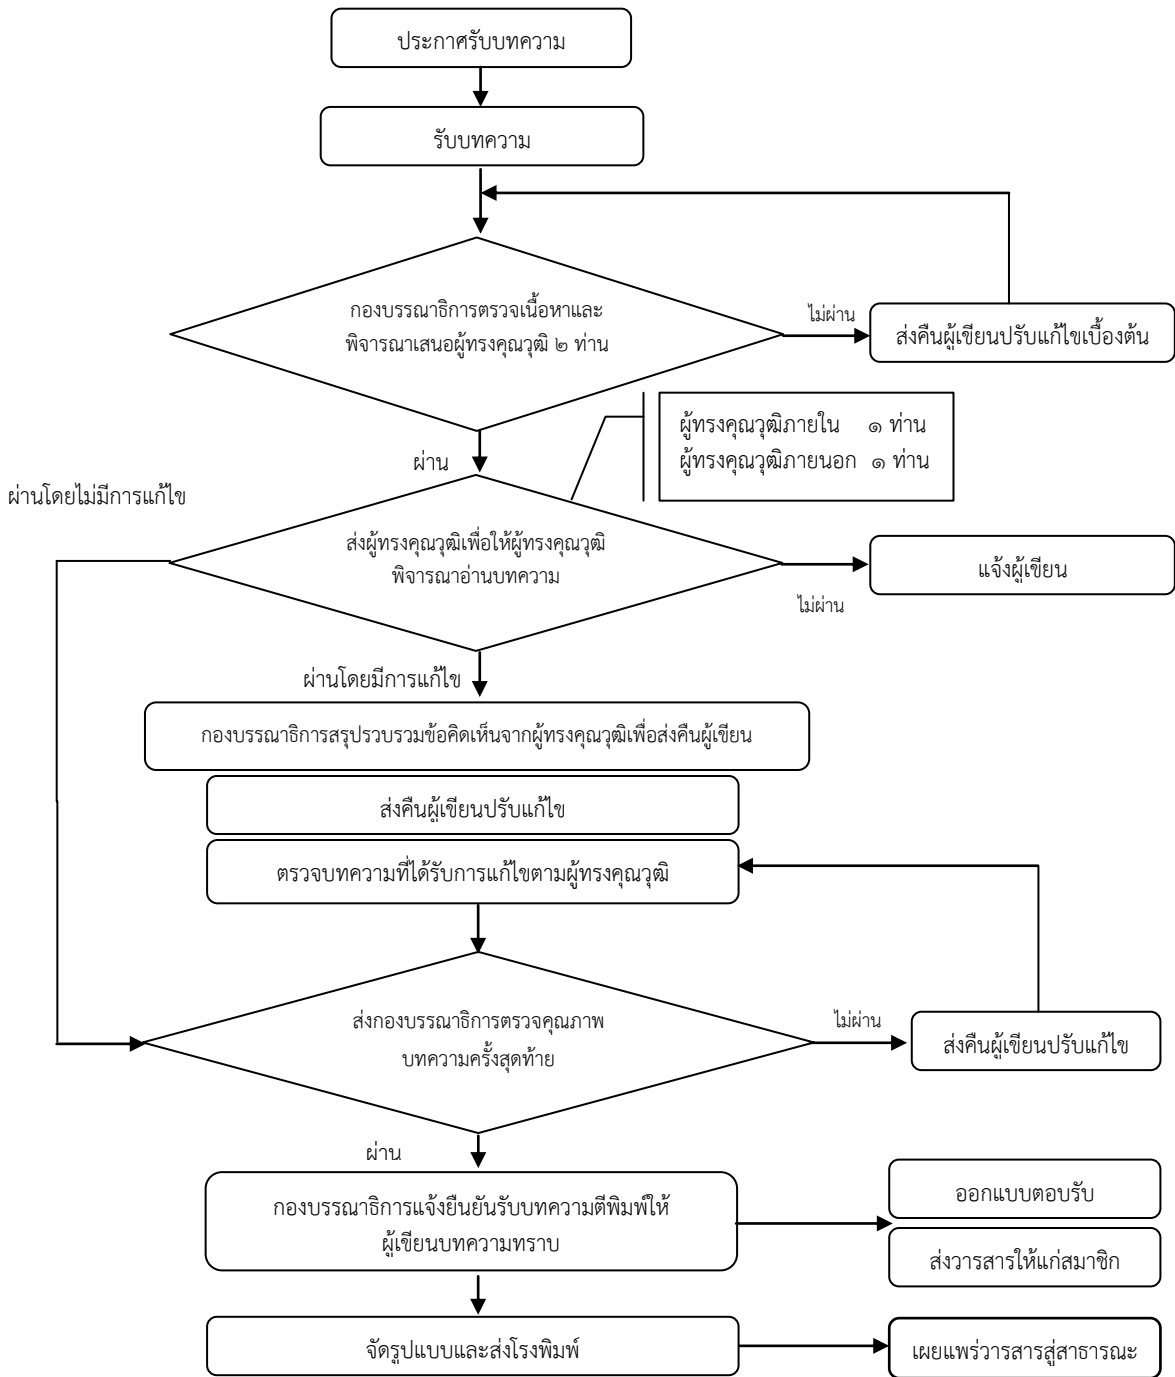 ประกาศรับบทความ
รับบทความ
กองบรรณาธิการตรวจเนื้อหาและ
พิจารณาเสนอผู้ทรงคุณวุฒิ ๒ ท่าน
ไม่ผ่าน
ส่งคืนผู้เขียนปรับแก้ไขเบื้องต้น
ผู้ทรงคุณวุฒิภายใน ๑ ท่าน
ผู้ทรงคุณวุฒิภายนอก ๑ ท่าน
ผ่าน
ผ่านโดยไม่มีการแก้ไข
ส่งผู้ทรงคุณวุฒิเพื่อให้ผู้ทรงคุณวุฒิ
พิจารณาอ่านบทความ
แจ้งผู้เขียน
ไม่ผ่าน
ผ่านโดยมีการแก้ไข
กองบรรณาธิการสรุปรวบรวมข้อคิดเห็นจากผู้ทรงคุณวุฒิเพื่อส่งคืนผู้เขียน
ส่งคืนผู้เขียนปรับแก้ไข
ตรวจบทความที่ได้รับการแก้ไขตามผู้ทรงคุณวุฒิ
ส่งกองบรรณาธิการตรวจคุณภาพ
บทความครั้งสุดท้าย
ไม่ผ่าน
ส่งคืนผู้เขียนปรับแก้ไข
ผ่าน
กองบรรณาธิการแจ้งยืนยันรับบทความตีพิมพ์ให้
ผู้เขียนบทความทราบ
ออกแบบตอบรับ
ส่งวารสารให้แก่สมาชิก
จัดรูปแบบและส่งโรงพิมพ์
เผยแพร่วารสารสู่สาธารณะ